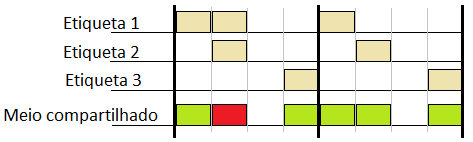 Etiqueta 1
Etiqueta 2
Etiqueta 3
Meio compartilhado